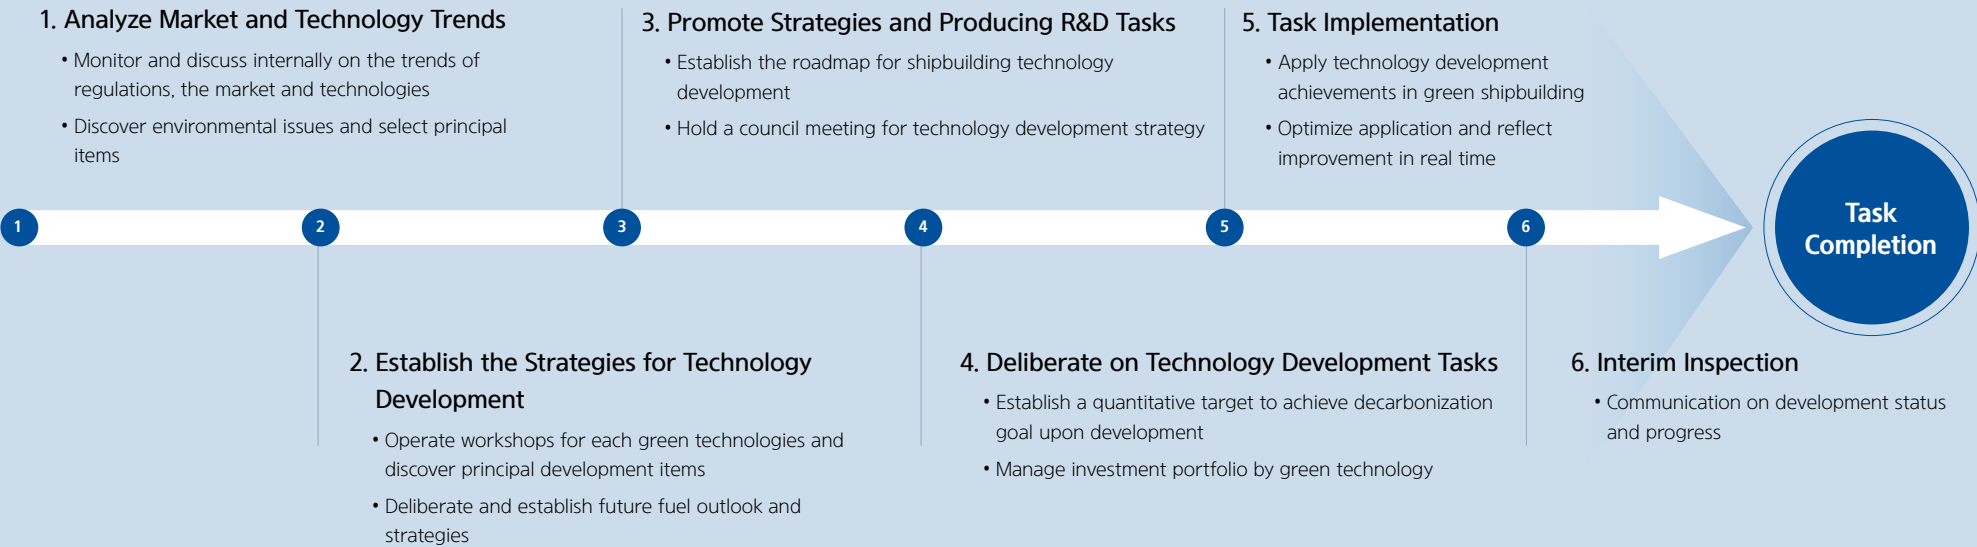 1. Analyze Market and Technology Trends
• Monitor and discuss internally on the trends of
regulations, the market and technologies
• Discover environmental issues and select principal
items
3. Promote Strategies and Producing R&D Tasks
• Establish the roadmap for shipbuilding technology
development
• Hold a council meeting for technology development strategy
5. Task Implementation
• Apply technology development
achievements in green shipbuilding
• Optimize application and reflect
improvement in real time
1
2
3
4
5
6
Task
Completion
2. Establish the Strategies for Technology
Development
• Operate workshops for each green technologies and
discover principal development items
• Deliberate and establish future fuel outlook and
strategies
4. Deliberate on Technology Development Tasks
• Establish a quantitative target to achieve decarbonization
goal upon development
• Manage investment portfolio by green technology
6. Interim Inspection
• Communication on development status
and progress